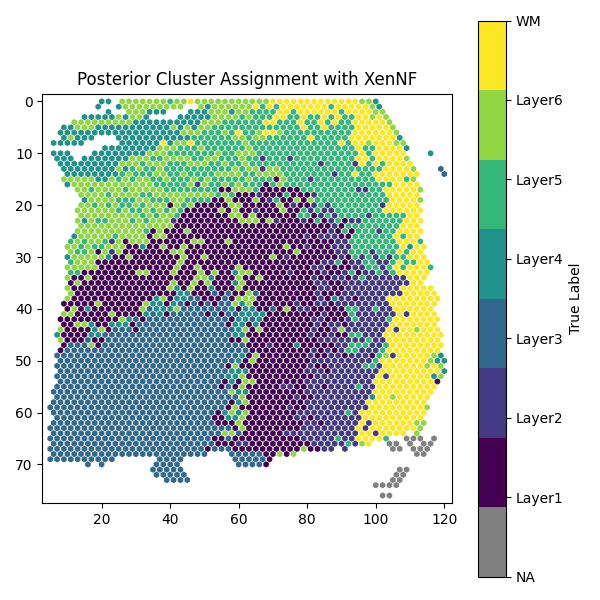 Posterior Cluster Assignment with XenNF
0
10
20
30
40
50
60
70
20
40
60
80
100
120
WM
Layer6
Layer5
Layer4
Layer3
Layer2
Layer1
NA
True Label